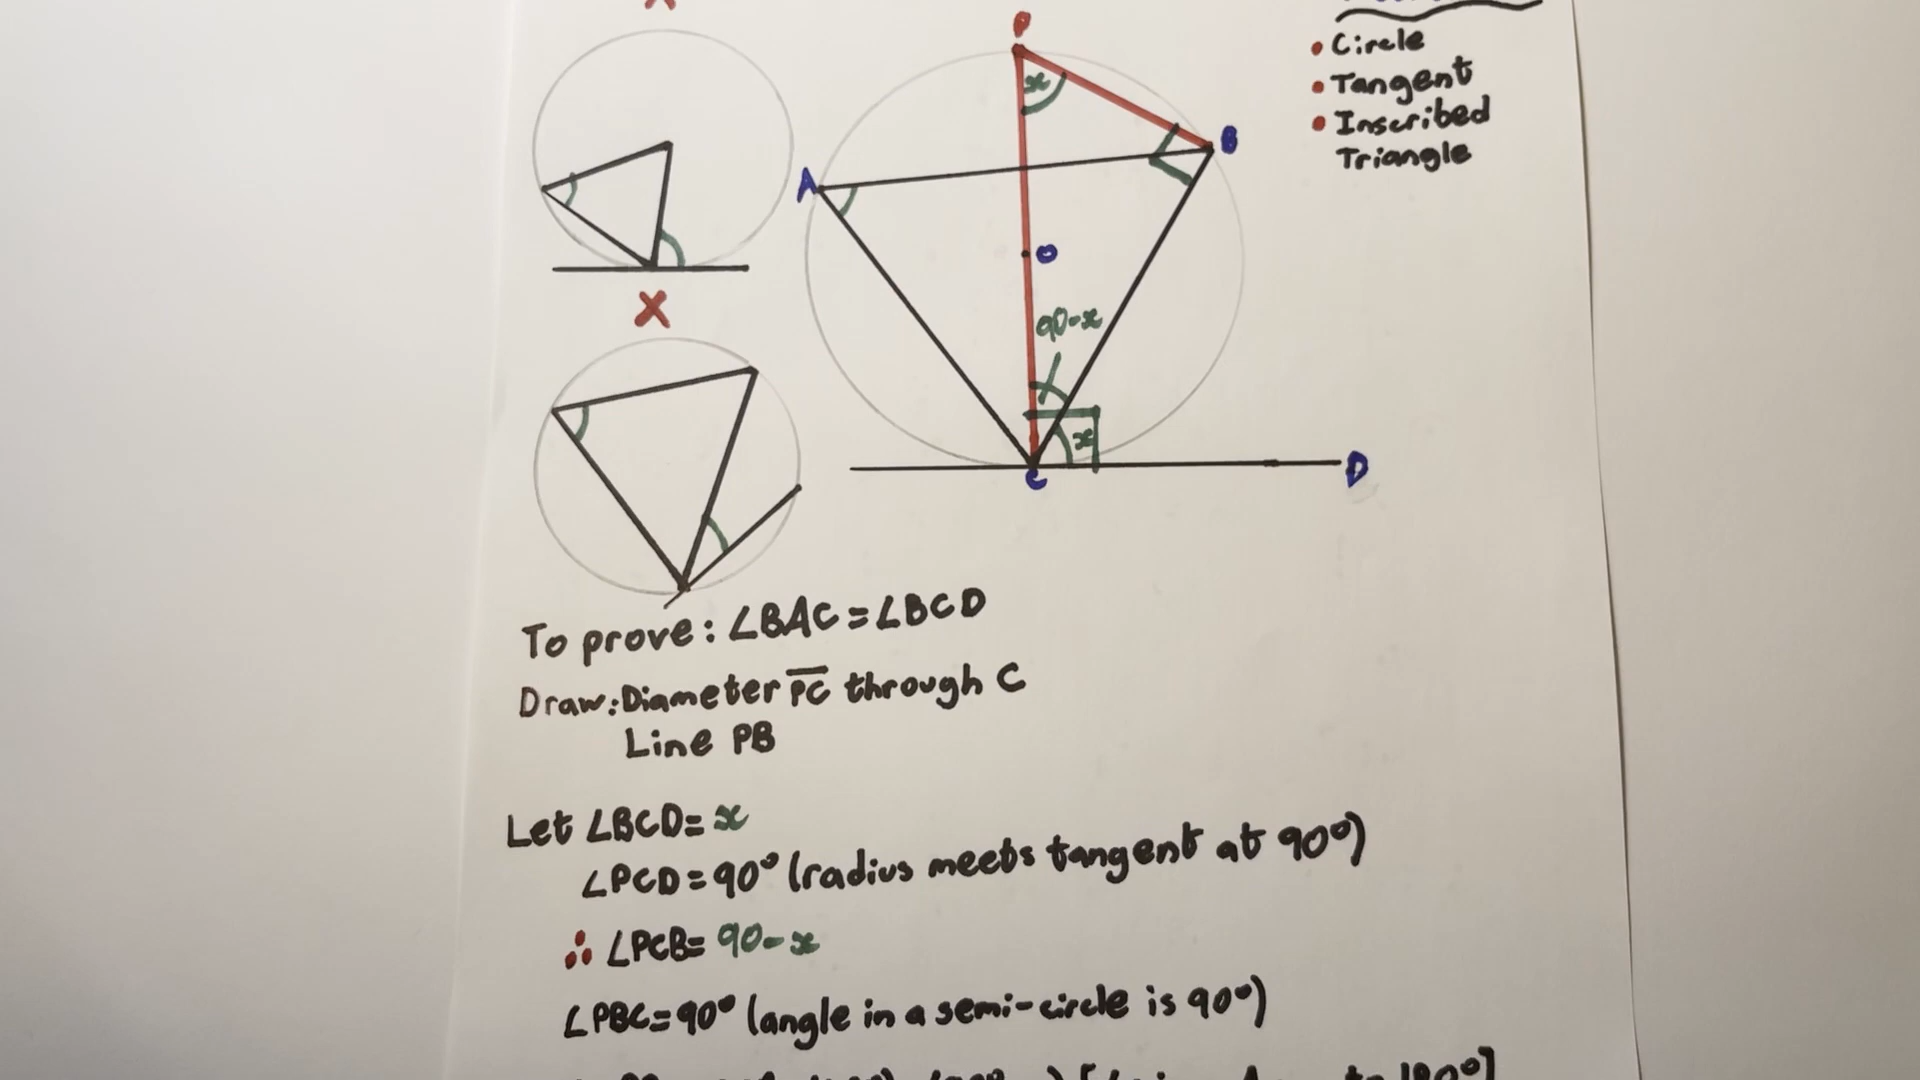 P
• Circle
• Tangent
• Inscribed
Triangle
x
B
A
O
90-x
x
C
D
X
To prove: ∠BAC = ∠BCD
Draw: Diameter P̅C̅ through C
Line PB
Let ∠BCD = x
∠PCD = 90° (radius meets tangent at 90°)
∴ ∠PCB = 90-x
∠PBC = 90° (angle in a semi-circle is 90°)